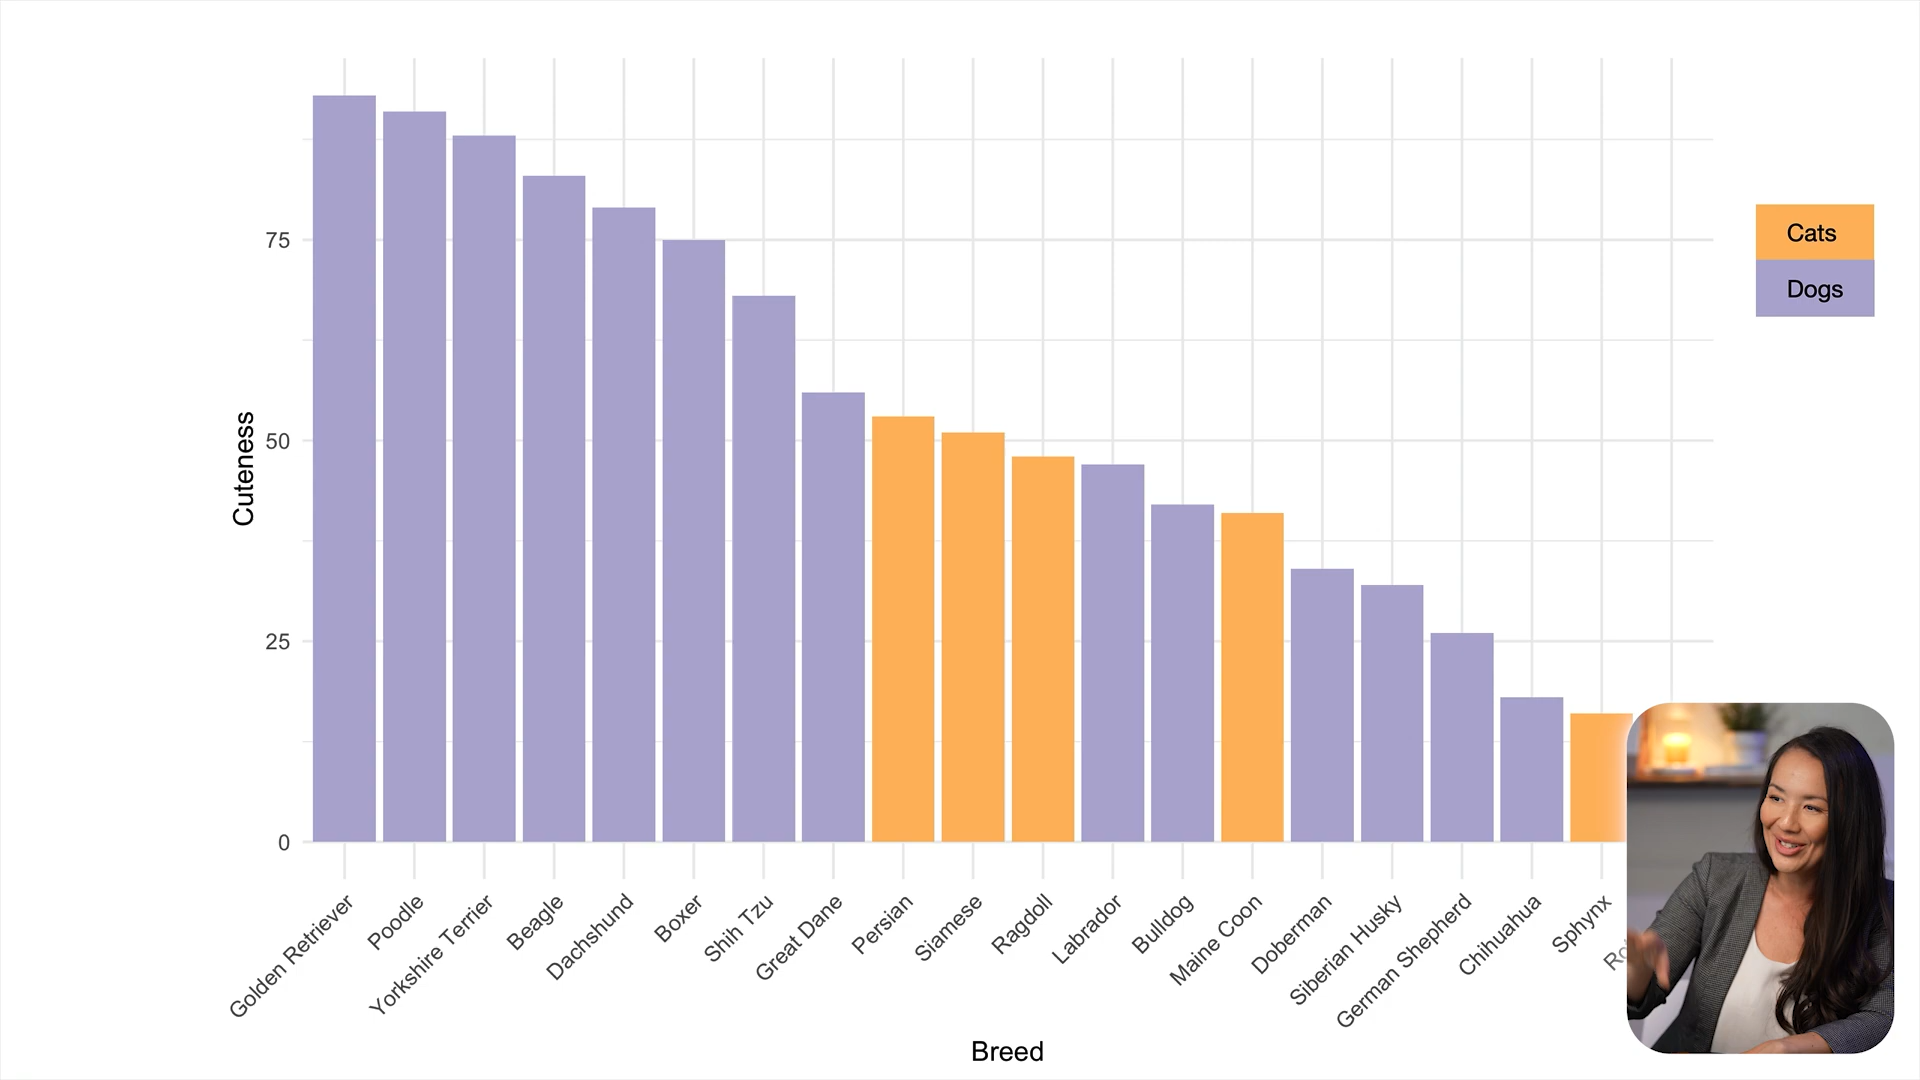 75
50
25
0
Cuteness
Golden Retriever
Poodle
Yorkshire Terrier
Beagle
Dachshund
Boxer
Shih Tzu
Great Dane
Persian
Siamese
Ragdoll
Labrador
Bulldog
Maine Coon
Doberman
Siberian Husky
German Shepherd
Chihuahua
Sphynx
Breed
Cats
Dogs